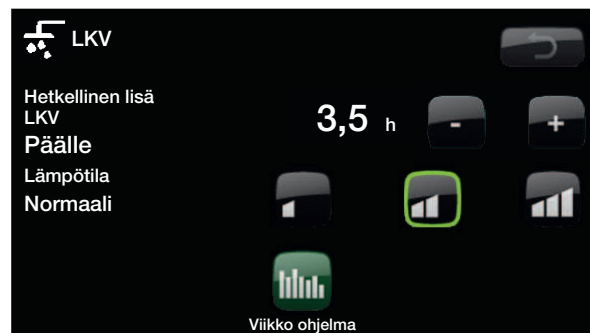 LKV
Hetkellinen lisä
LKV
3,5 h - +
Päälle
Lämpötila
Normaali
Viikko ohjelma